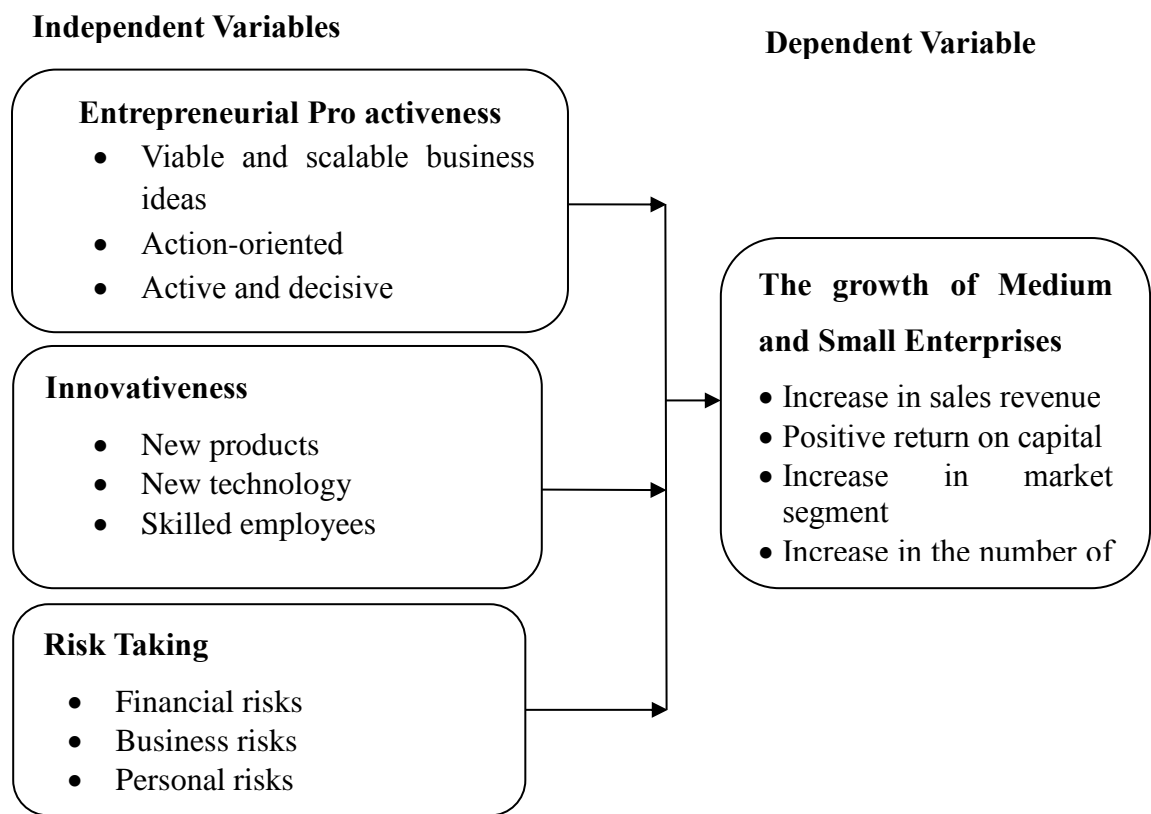 Independent Variables
Dependent Variable
Entrepreneurial Pro activeness
• Viable and scalable business
ideas
• Action-oriented
• Active and decisive
Innovativeness
• New products
• New technology
• Skilled employees
Risk Taking
• Financial risks
• Business risks
• Personal risks
The growth of Medium
and Small Enterprises
• Increase in sales revenue
• Positive return on capital
• Increase in market
segment
• Increase in the number of